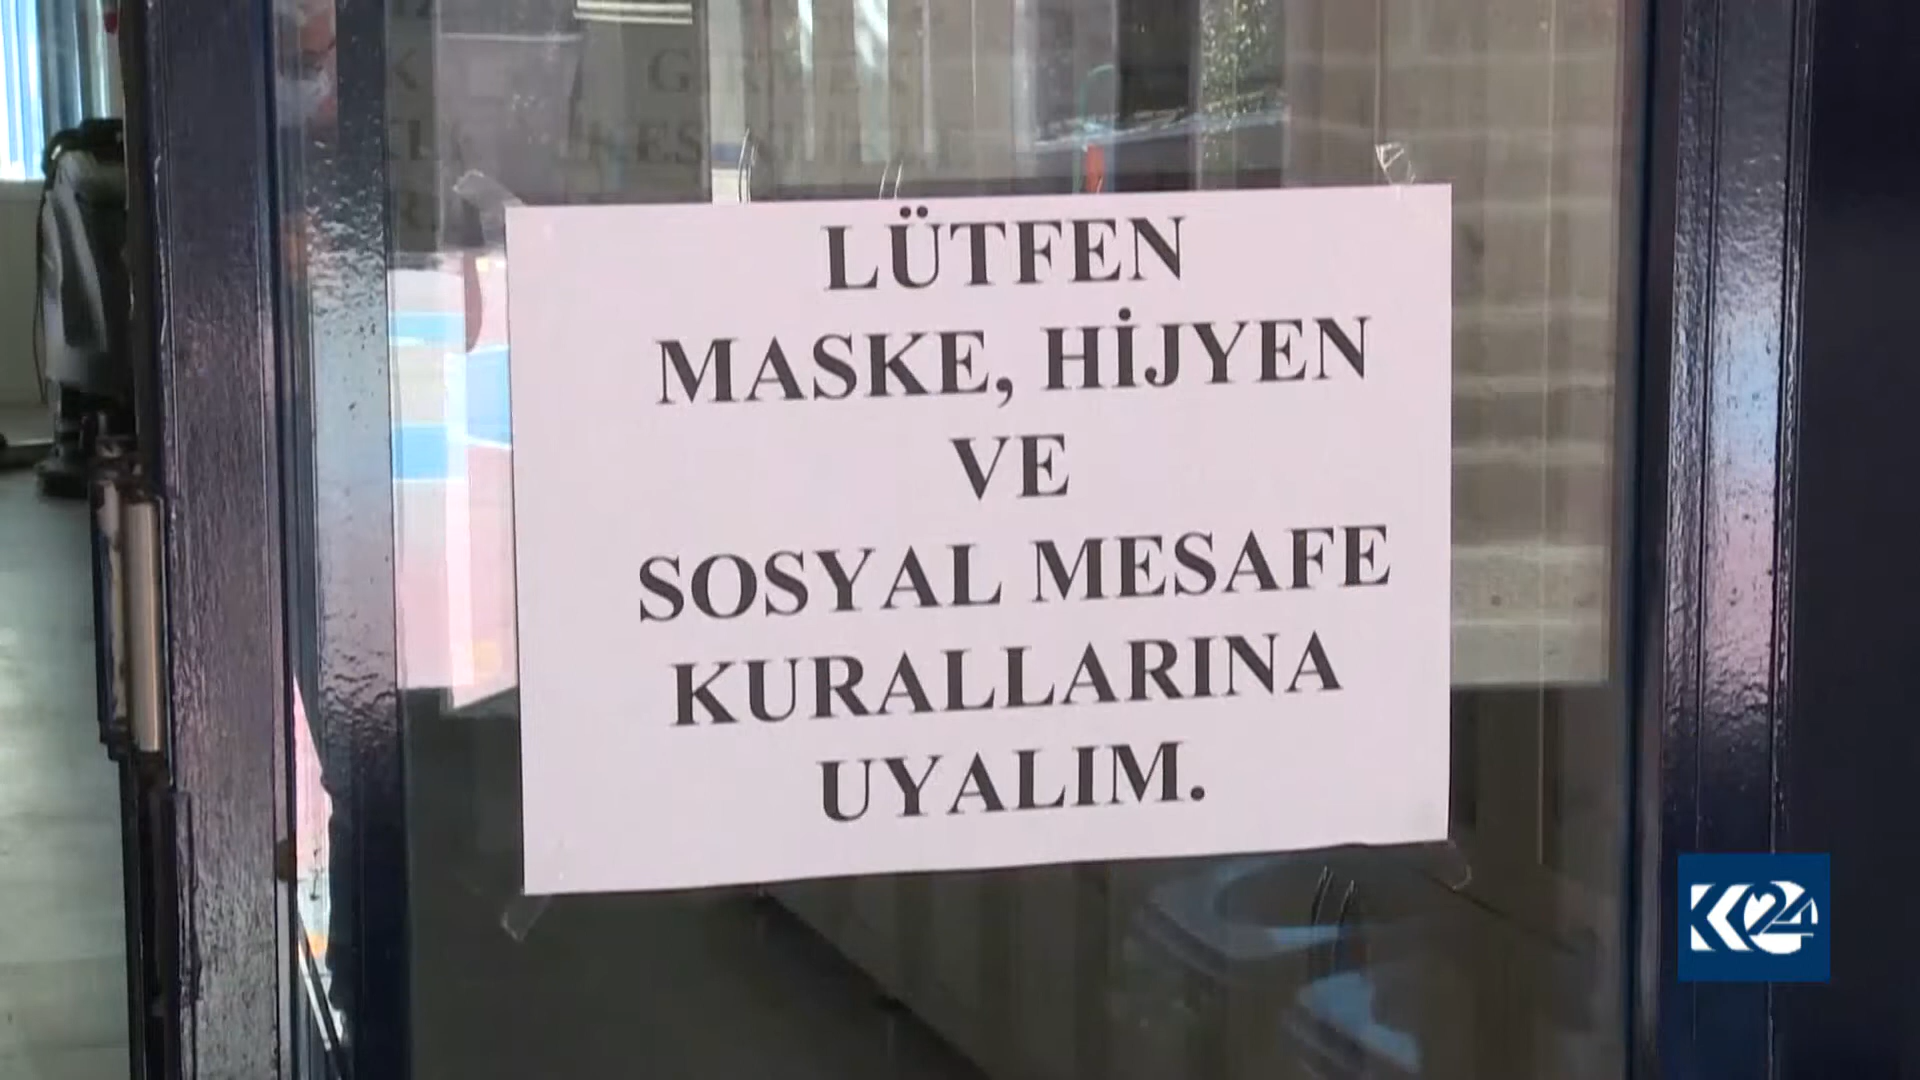 LÜTFEN
MASKE, HİJYEN
VE
SOSYAL MESAFE
KURALLARINA
UYALIM.
K24